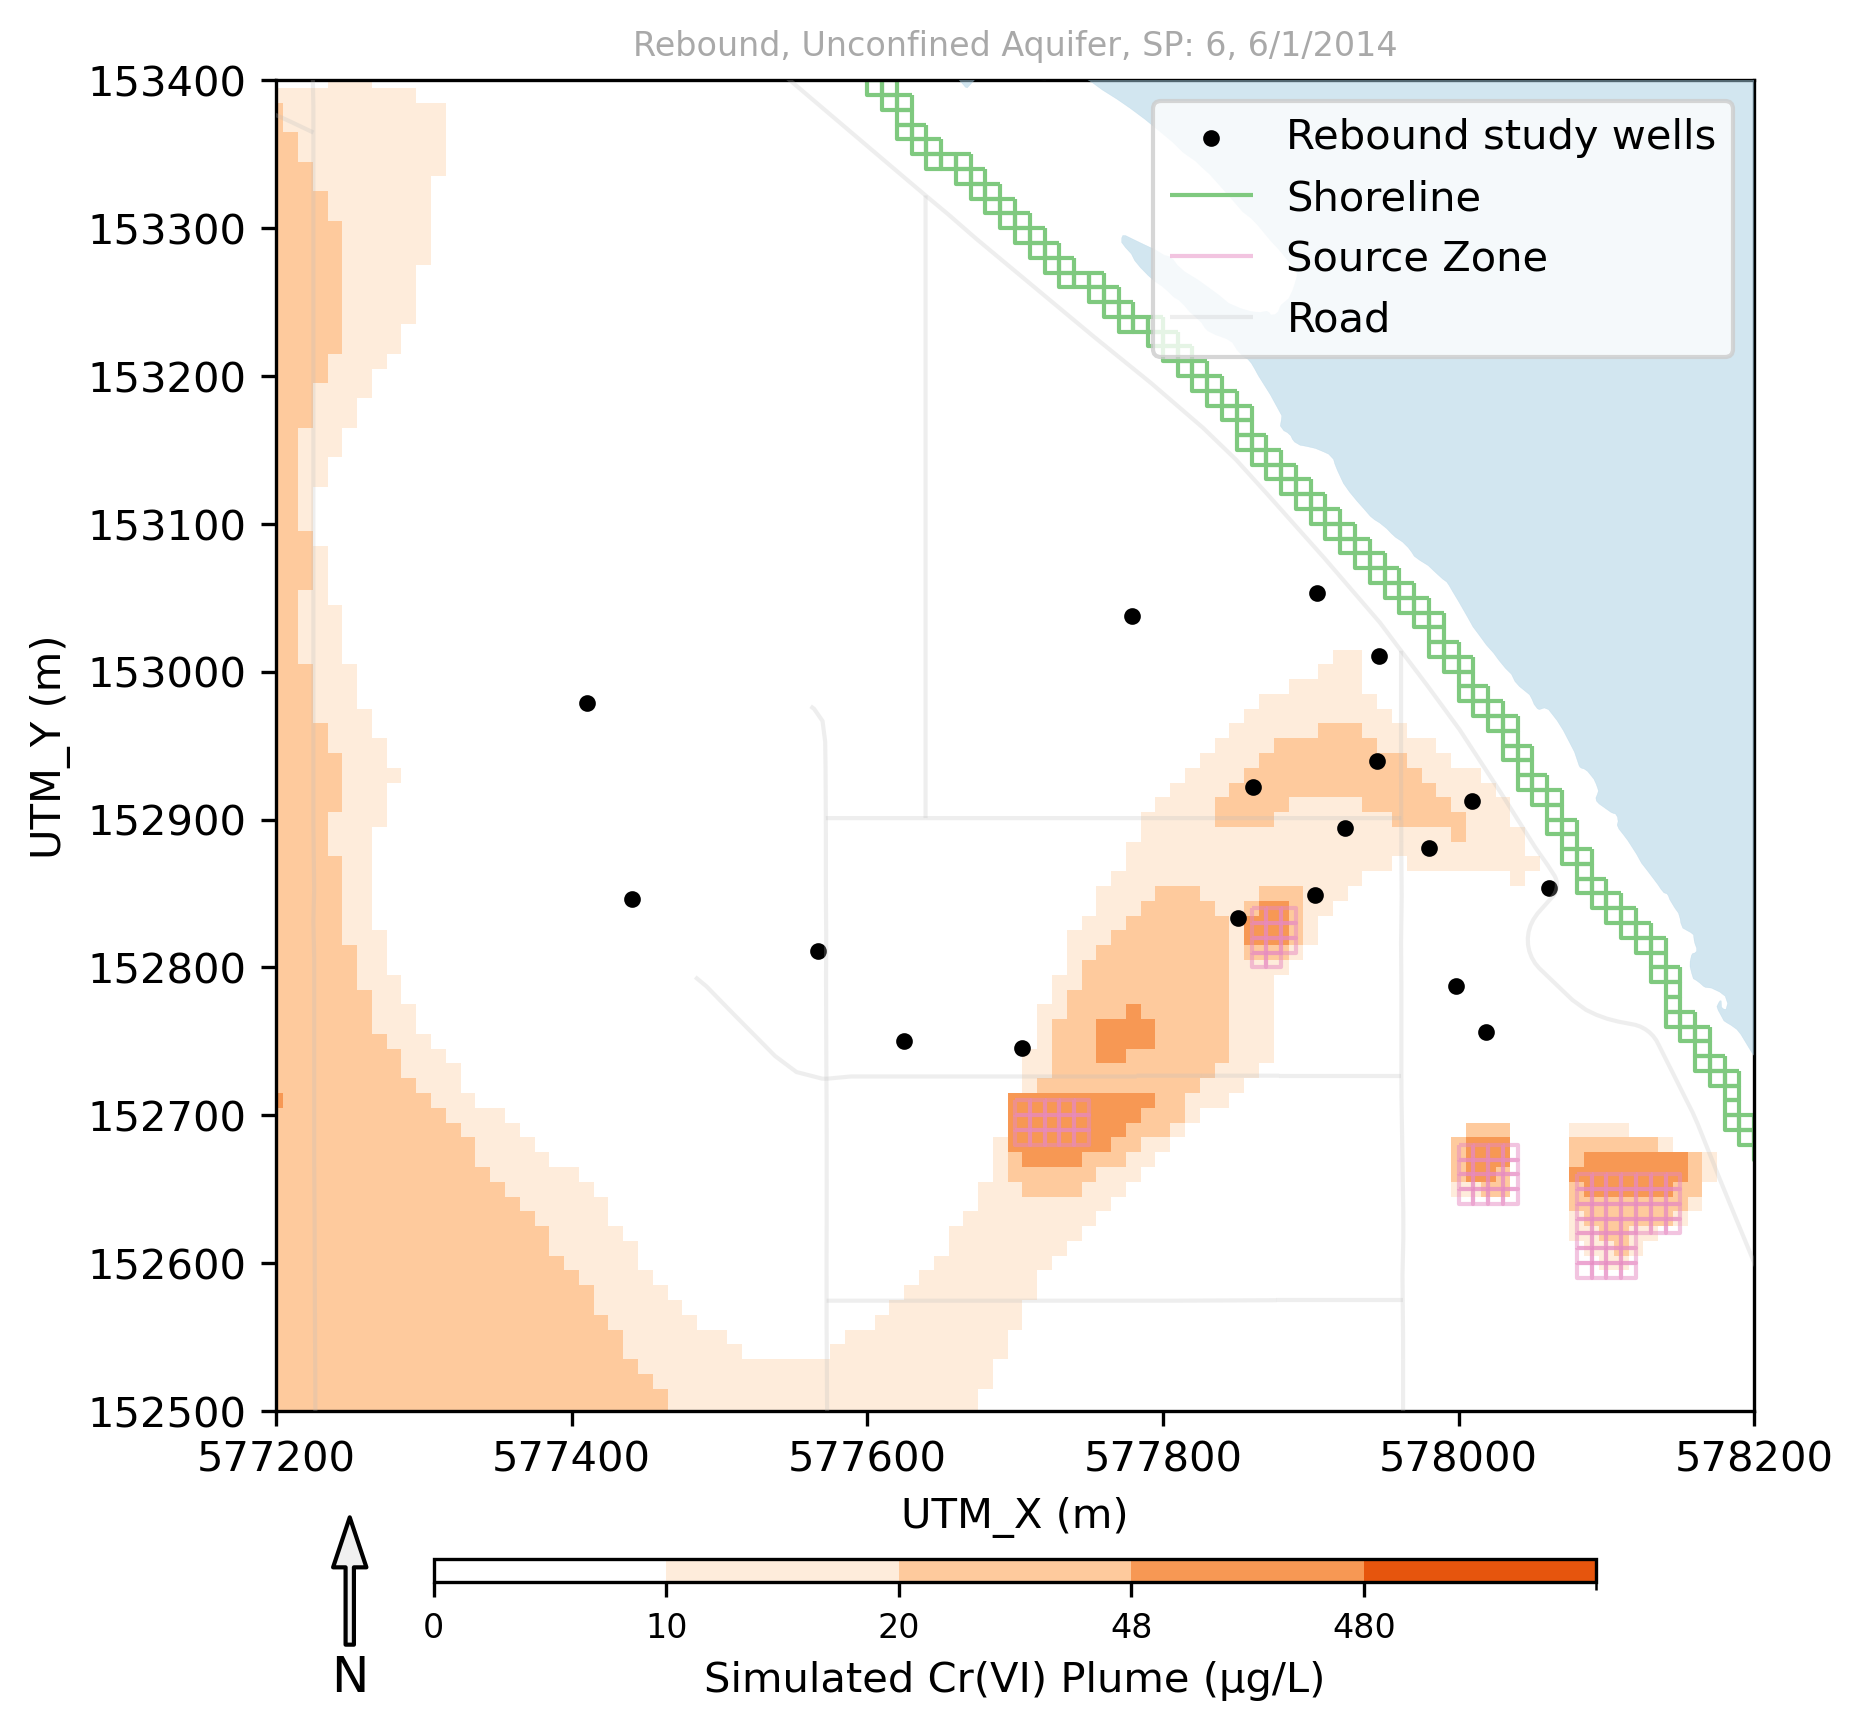 Rebound, Unconfined Aquifer, SP: 6, 6/1/2014
Rebound study wells
Shoreline
Source Zone
Road
153400
153300
153200
153100
153000
152900
152800
152700
152600
152500
UTM_Y (m)
577200 577400 577600 577800 578000 578200
UTM_X (m)
0 10 20 48 480
Simulated Cr(VI) Plume (μg/L)
N